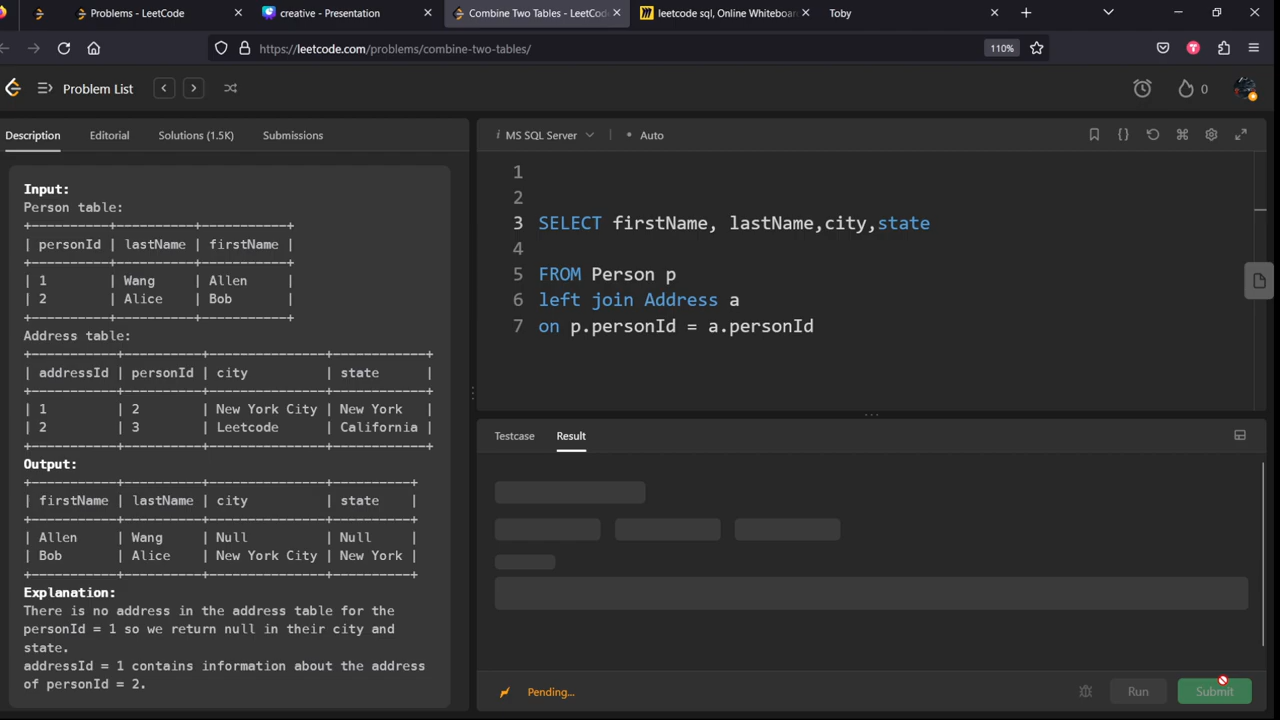 Problems - LeetCode
creative - Presentation
Combine Two Tables - LeetCode
leetcode sql, Online Whiteboard
Toby
https://leetcode.com/problems/combine-two-tables/
110%
Problem List
0
Description
Editorial
Solutions (1.5K)
Submissions
Input:
Person table:
+----------+----------+-----------+
| personId | lastName | firstName |
+----------+----------+-----------+
| 1 | Wang | Allen |
| 2 | Alice | Bob |
+----------+----------+-----------+
Address table:
+-----------+----------+---------------+------------+
| addressId | personId | city | state |
+-----------+----------+---------------+------------+
| 1 | 2 | New York City | New York |
| 2 | 3 | Leetcode | California |
+-----------+----------+---------------+------------+
Output:
+-----------+----------+---------------+----------+
| firstName | lastName | city | state |
+-----------+----------+---------------+----------+
| Allen | Wang | Null | Null |
| Bob | Alice | New York City | New York |
+-----------+----------+---------------+----------+
Explanation:
There is no address in the address table for the
personId = 1 so we return null in their city and
state.
addressId = 1 contains information about the address
of personId = 2.
i MS SQL Server
Auto
1
2
3 SELECT firstName, lastName,city,state
4
5 FROM Person p
6 left join Address a
7 on p.personId = a.personId
Testcase
Result
Pending...
Run
Submit